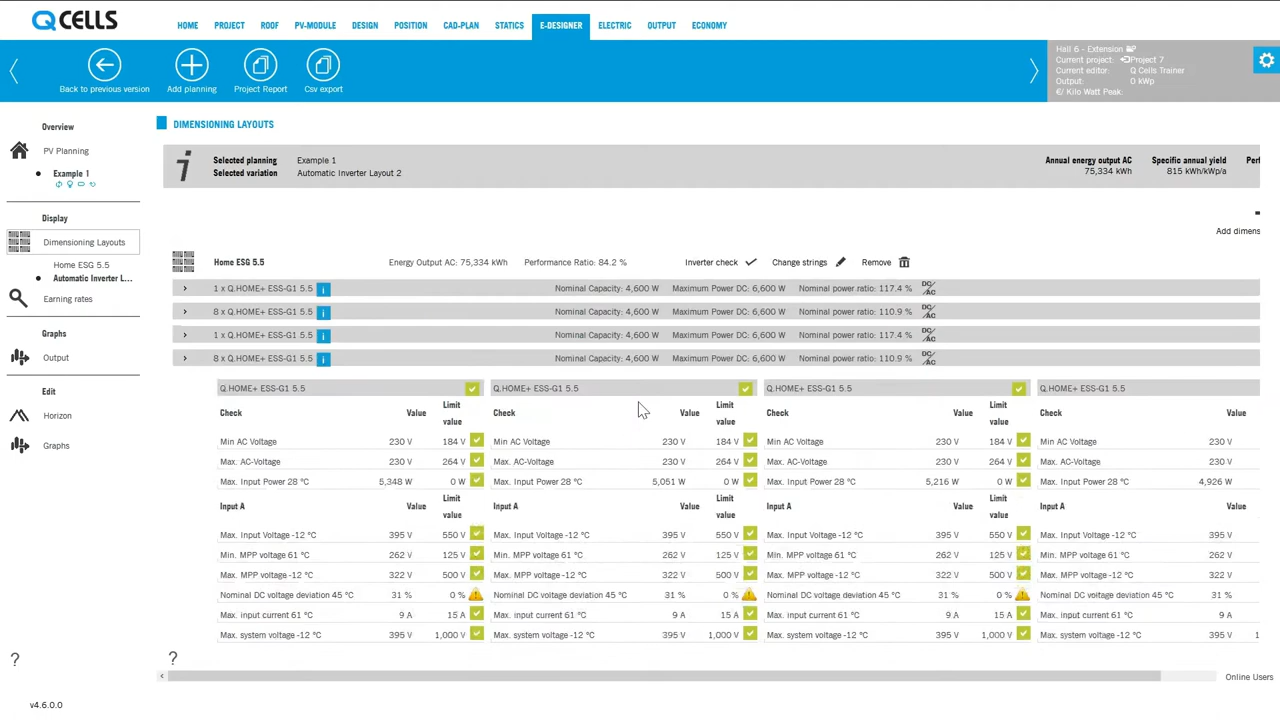 Q CELLS
HOME PROJECT ROOF PV-MODULE DESIGN POSITION CAD-PLAN STATICS E-DESIGNER ELECTRIC OUTPUT ECONOMY
Back to previous version Add planning Project Report Csv export
Hall 6 - Extension
Current project: Project 7
Current editor: Q Cells Trainer
Output: 0 kWp
€/ Kilo Watt Peak:
Overview
PV Planning
Example 1
Display
Dimensioning Layouts
Home ESG 5.5
Automatic Inverter L...
Earning rates
Graphs
Output
Edit
Horizon
Graphs
?
v4.6.0.0
DIMENSIONING LAYOUTS
i
Selected planning Example 1
Selected variation Automatic Inverter Layout 2
Annual energy output AC Specific annual yield Perf
75,334 kWh 815 kWh/kWp/a
Add dimens
Home ESG 5.5 Energy Output AC: 75,334 kWh Performance Ratio: 84.2 % Inverter check Change strings Remove
1 x Q.HOME+ ESS-G1 5.5 i Nominal Capacity: 4,600 W Maximum Power DC: 6,600 W Nominal power ratio: 117.4 % DC/AC
8 x Q.HOME+ ESS-G1 5.5 i Nominal Capacity: 4,600 W Maximum Power DC: 6,600 W Nominal power ratio: 110.9 % DC/AC
1 x Q.HOME+ ESS-G1 5.5 i Nominal Capacity: 4,600 W Maximum Power DC: 6,600 W Nominal power ratio: 117.4 % DC/AC
8 x Q.HOME+ ESS-G1 5.5 i Nominal Capacity: 4,600 W Maximum Power DC: 6,600 W Nominal power ratio: 110.9 % DC/AC
Q.HOME+ ESS-G1 5.5 Q.HOME+ ESS-G1 5.5 Q.HOME+ ESS-G1 5.5 Q.HOME+ ESS-G1 5.5
Check Value Limit value Check Value Limit value Check Value Limit value Check Value
Min AC Voltage 230 V 184 V Min AC Voltage 230 V 184 V Min AC Voltage 230 V 184 V Min AC Voltage 230 V
Max. AC-Voltage 230 V 264 V Max. AC-Voltage 230 V 264 V Max. AC-Voltage 230 V 264 V Max. AC-Voltage 230 V
Max. Input Power 28 °C 5,348 W 0 W Max. Input Power 28 °C 5,051 W 0 W Max. Input Power 28 °C 5,216 W 0 W Max. Input Power 28 °C 4,926 W
Input A Value Limit value Input A Value Limit value Input A Value Limit value Input A Value
Max. Input Voltage -12 °C 395 V 550 V Max. Input Voltage -12 °C 395 V 550 V Max. Input Voltage -12 °C 395 V 550 V Max. Input Voltage -12 °C 395 V
Min. MPP voltage 61 °C 262 V 125 V Min. MPP voltage 61 °C 262 V 125 V Min. MPP voltage 61 °C 262 V 125 V Min. MPP voltage 61 °C 262 V
Max. MPP voltage -12 °C 322 V 500 V Max. MPP voltage -12 °C 322 V 500 V Max. MPP voltage -12 °C 322 V 500 V Max. MPP voltage -12 °C 322 V
Nominal DC voltage deviation 45 °C 31 % 0 % Nominal DC voltage deviation 45 °C 31 % 0 % Nominal DC voltage deviation 45 °C 31 % 0 % Nominal DC voltage deviation 45 °C 31 %
Max. input current 61 °C 9 A 15 A Max. input current 61 °C 9 A 15 A Max. input current 61 °C 9 A 15 A Max. input current 61 °C 9 A
Max. system voltage -12 °C 395 V 1,000 V Max. system voltage -12 °C 395 V 1,000 V Max. system voltage -12 °C 395 V 1,000 V Max. system voltage -12 °C 395 V 1
?
Online Users